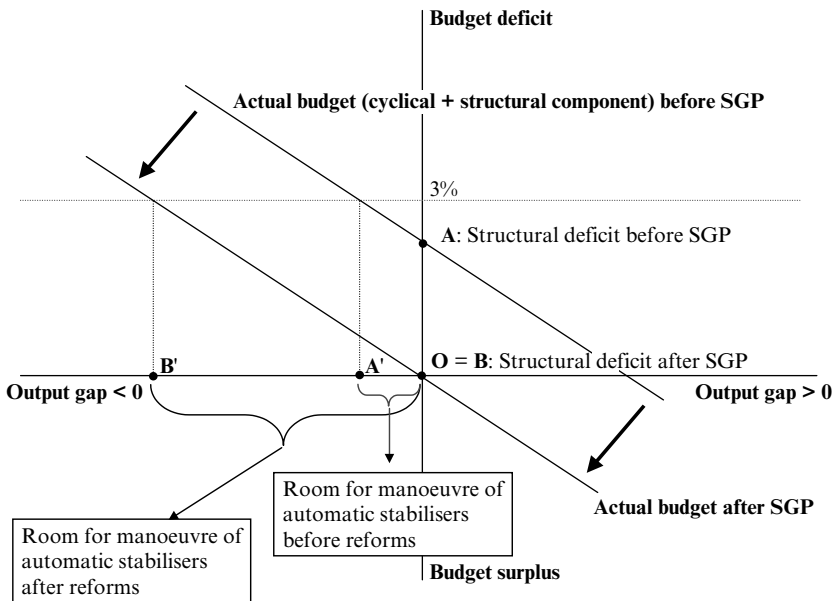 Budget deficit
Actual budget (cyclical + structural component) before SGP
3%
A: Structural deficit before SGP
B'
A'
O = B: Structural deficit after SGP
Output gap < 0
Output gap > 0
Room for manoeuvre of
automatic stabilisers
before reforms
Actual budget after SGP
Room for manoeuvre of
automatic stabilisers
after reforms
Budget surplus